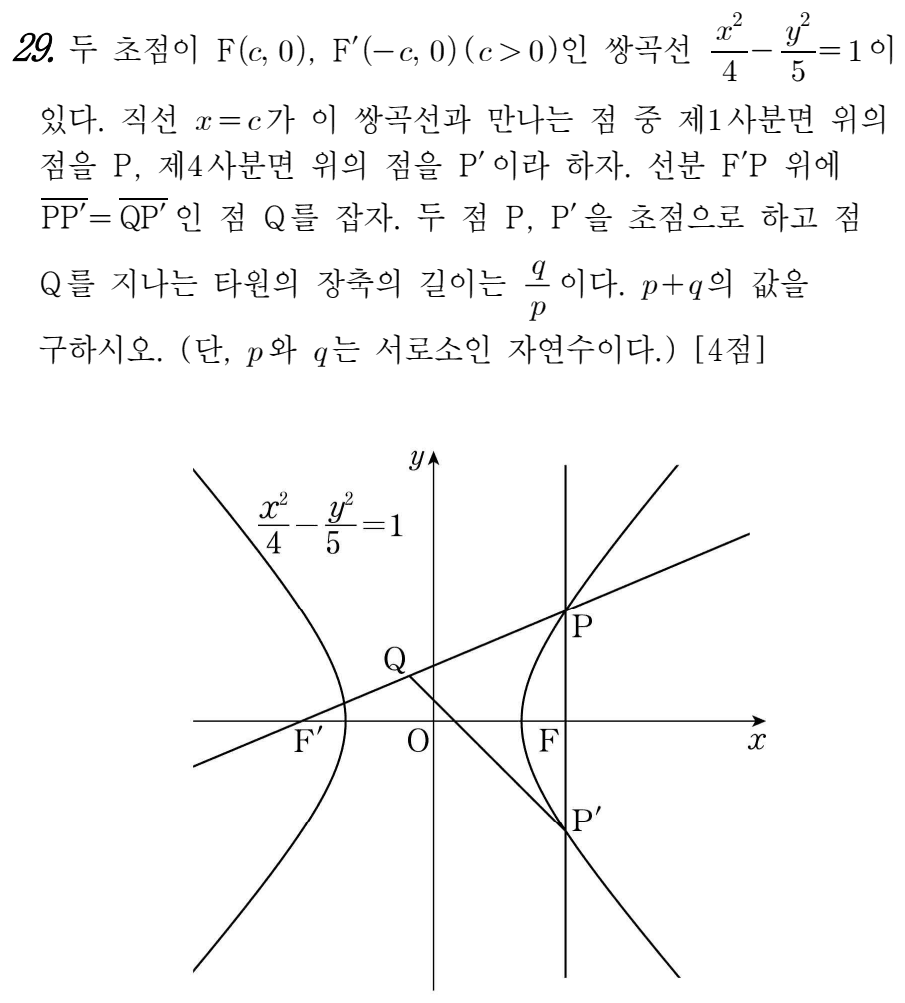 29. 두 초점이 F(c, 0), F′(−c, 0)(c>0)인 쌍곡선 x²/4 − y²/5 = 1이
있다. 직선 x=c가 이 쌍곡선과 만나는 점 중 제1사분면 위의
점을 P, 제4사분면 위의 점을 P′이라 하자. 선분 F′P 위에
P̅P̅′̅=Q̅P̅′̅인 점 Q를 잡자. 두 점 P, P′을 초점으로 하고 점
Q를 지나는 타원의 장축의 길이는 q/p 이다. p+q의 값을
구하시오. (단, p와 q는 서로소인 자연수이다.) [4점]
y
x²/4 − y²/5 = 1
P
Q
F′
O
F
x
P′